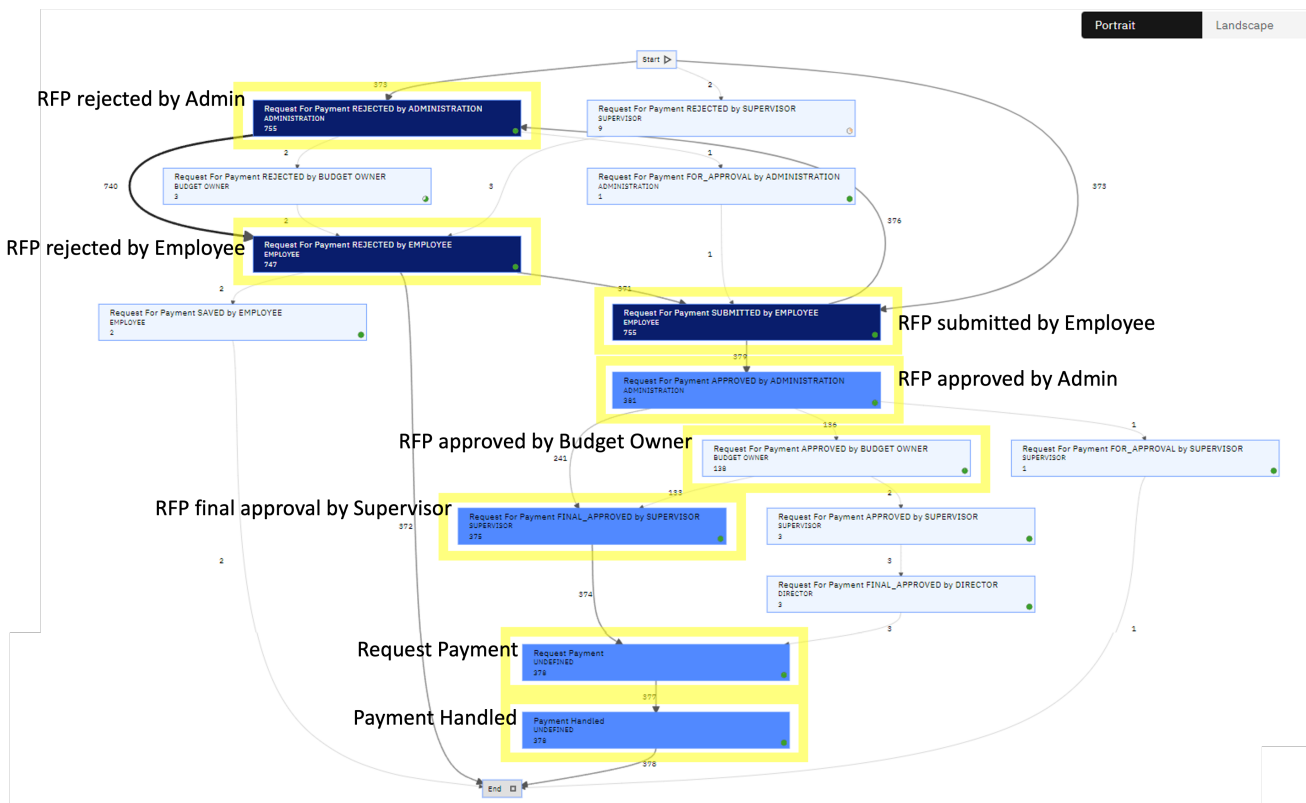 Portrait
Landscape
Start
373
2
RFP rejected by Admin
Request For Payment REJECTED by ADMINISTRATION
ADMINISTRATION
755
Request For Payment REJECTED by SUPERVISOR
SUPERVISOR
9
2
1
740
Request For Payment REJECTED by BUDGET OWNER
BUDGET OWNER
3
3
Request For Payment FOR_APPROVAL by ADMINISTRATION
ADMINISTRATION
1
373
2
376
RFP rejected by Employee
Request For Payment REJECTED by EMPLOYEE
EMPLOYEE
747
1
2
371
Request For Payment SAVED by EMPLOYEE
EMPLOYEE
2
Request For Payment SUBMITTED by EMPLOYEE
EMPLOYEE
755
RFP submitted by Employee
379
Request For Payment APPROVED by ADMINISTRATION
ADMINISTRATION
381
RFP approved by Admin
136
1
RFP approved by Budget Owner
241
Request For Payment APPROVED by BUDGET OWNER
BUDGET OWNER
138
Request For Payment FOR_APPROVAL by SUPERVISOR
SUPERVISOR
1
133
2
RFP final approval by Supervisor
372
Request For Payment FINAL_APPROVED by SUPERVISOR
SUPERVISOR
375
Request For Payment APPROVED by SUPERVISOR
SUPERVISOR
3
2
3
374
Request For Payment FINAL_APPROVED by DIRECTOR
DIRECTOR
3
3
1
Request Payment
Request Payment
UNDEFINED
378
377
Payment Handled
Payment Handled
UNDEFINED
378
378
End